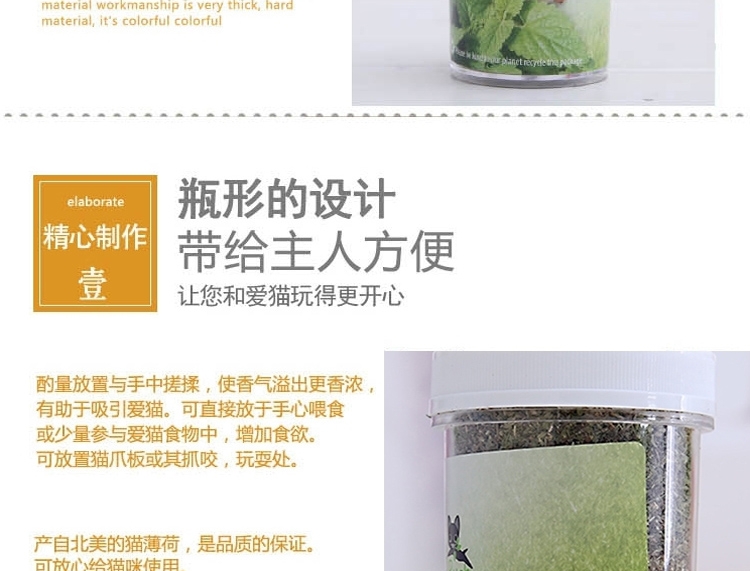 material workmanship is very thick, hard
material, it's colorful colorful
elaborate
精心制作
壹
瓶形的设计
带给主人方便
让您和爱猫玩得更开心
酌量放置与手中搓揉，使香气溢出更香浓，
有助于吸引爱猫。可直接放于手心喂食
或少量参与爱猫食物中，增加食欲。
可放置猫爪板或其抓咬，玩耍处。
产自北美的猫薄荷，是品质的保证。
可放心给猫咪使用。